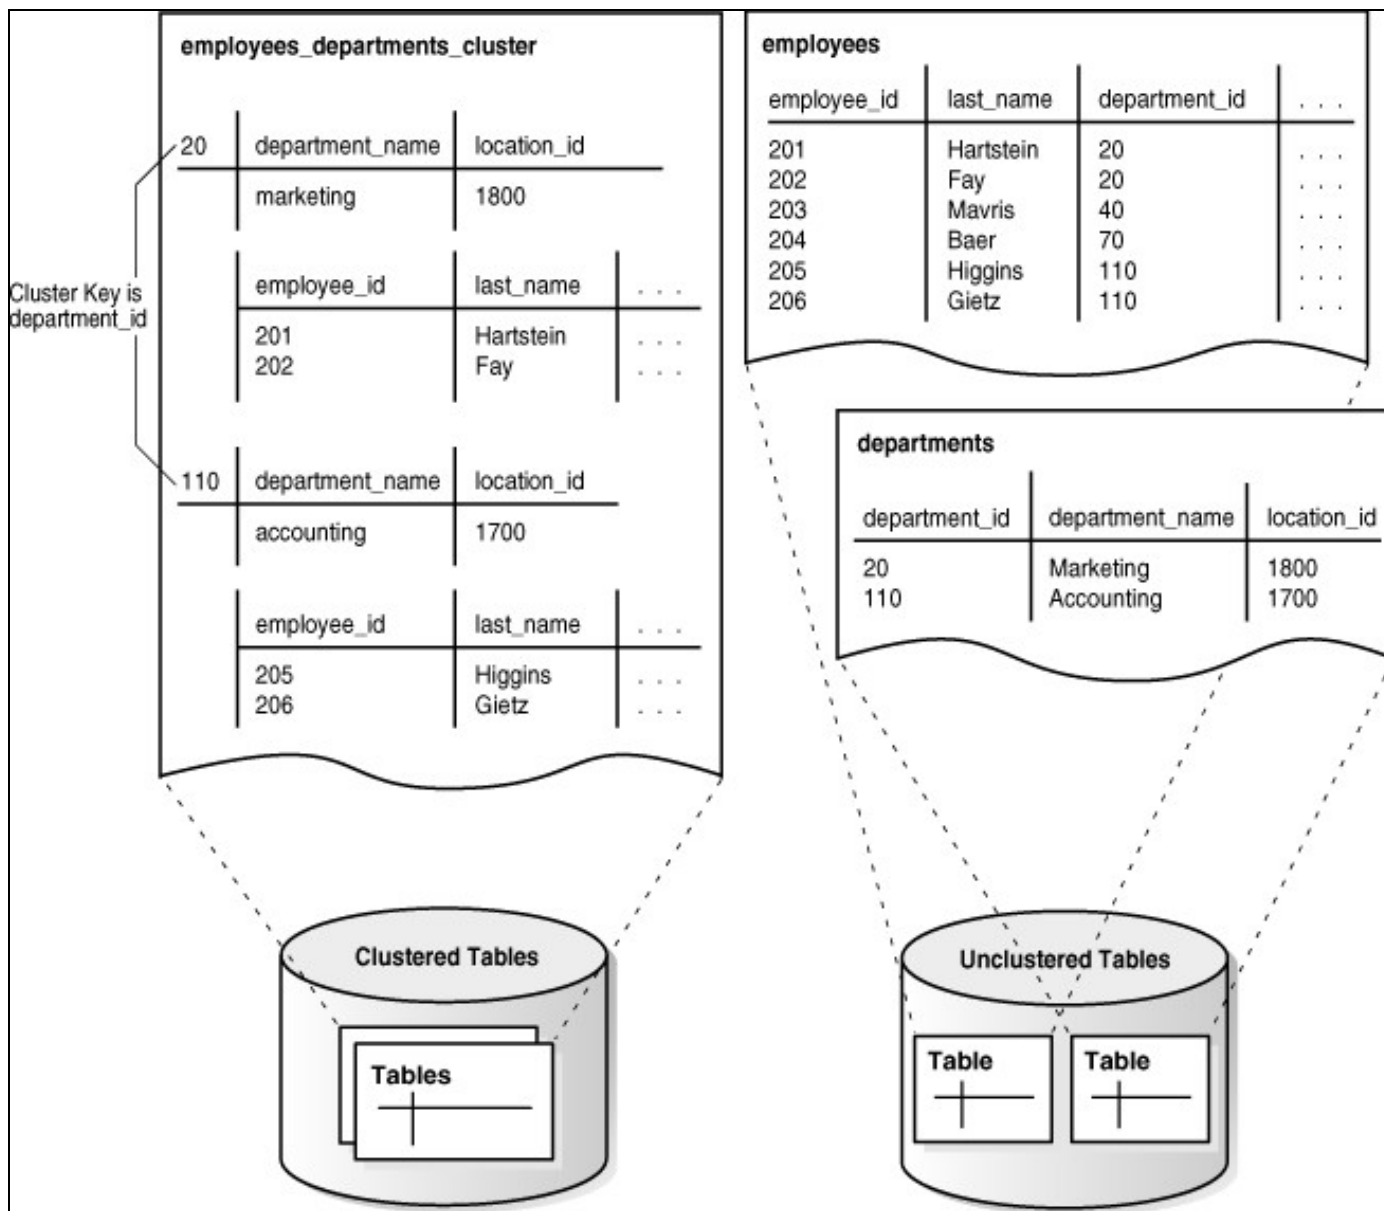 employees_departments_cluster
20 department_name location_id
marketing 1800
employee_id last_name . . .
201 Hartstein . . .
202 Fay . . .
Cluster Key is
department_id
110 department_name location_id
accounting 1700
employee_id last_name . . .
205 Higgins . . .
206 Gietz . . .
employees
employee_id last_name department_id . . .
201 Hartstein 20 . . .
202 Fay 20 . . .
203 Mavris 40 . . .
204 Baer 70 . . .
205 Higgins 110 . . .
206 Gietz 110 . . .
departments
department_id department_name location_id
20 Marketing 1800
110 Accounting 1700
Clustered Tables
Tables
Unclustered Tables
Table Table